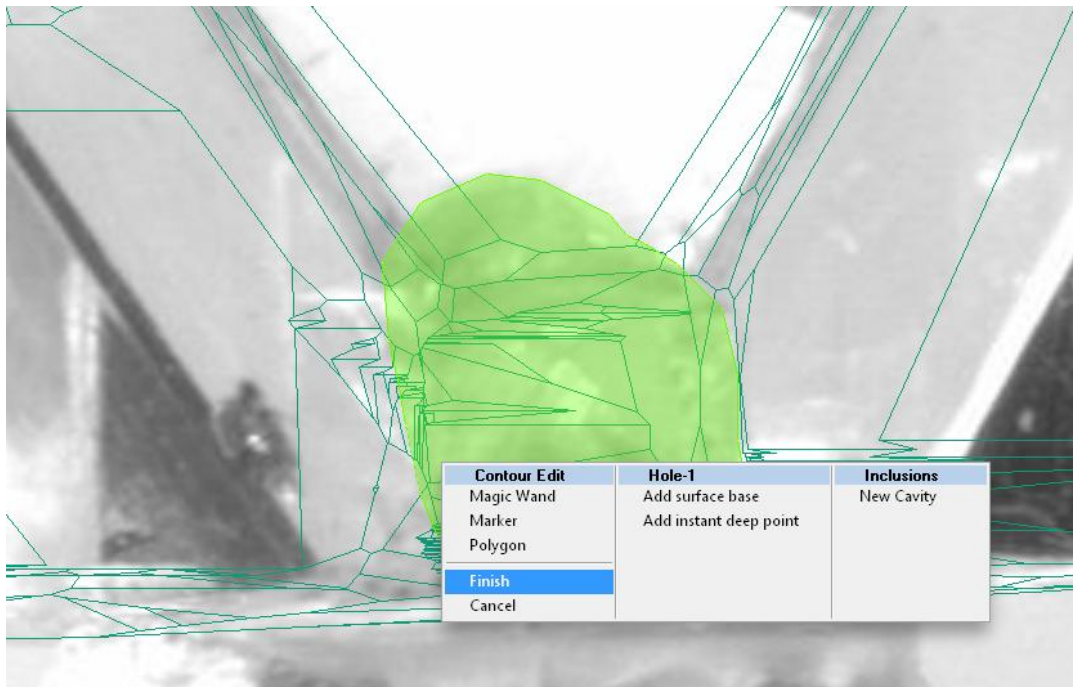 Contour Edit
Magic Wand
Marker
Polygon
Finish
Cancel
Hole-1
Add surface base
Add instant deep point
Inclusions
New Cavity